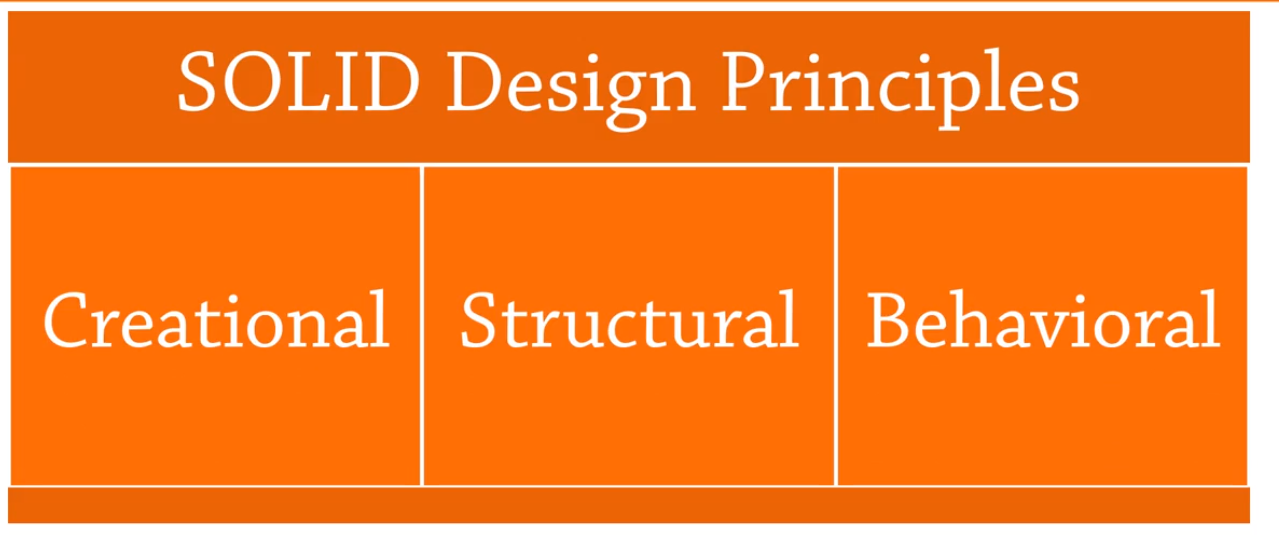 SOLID Design Principles
Creational
Structural
Behavioral